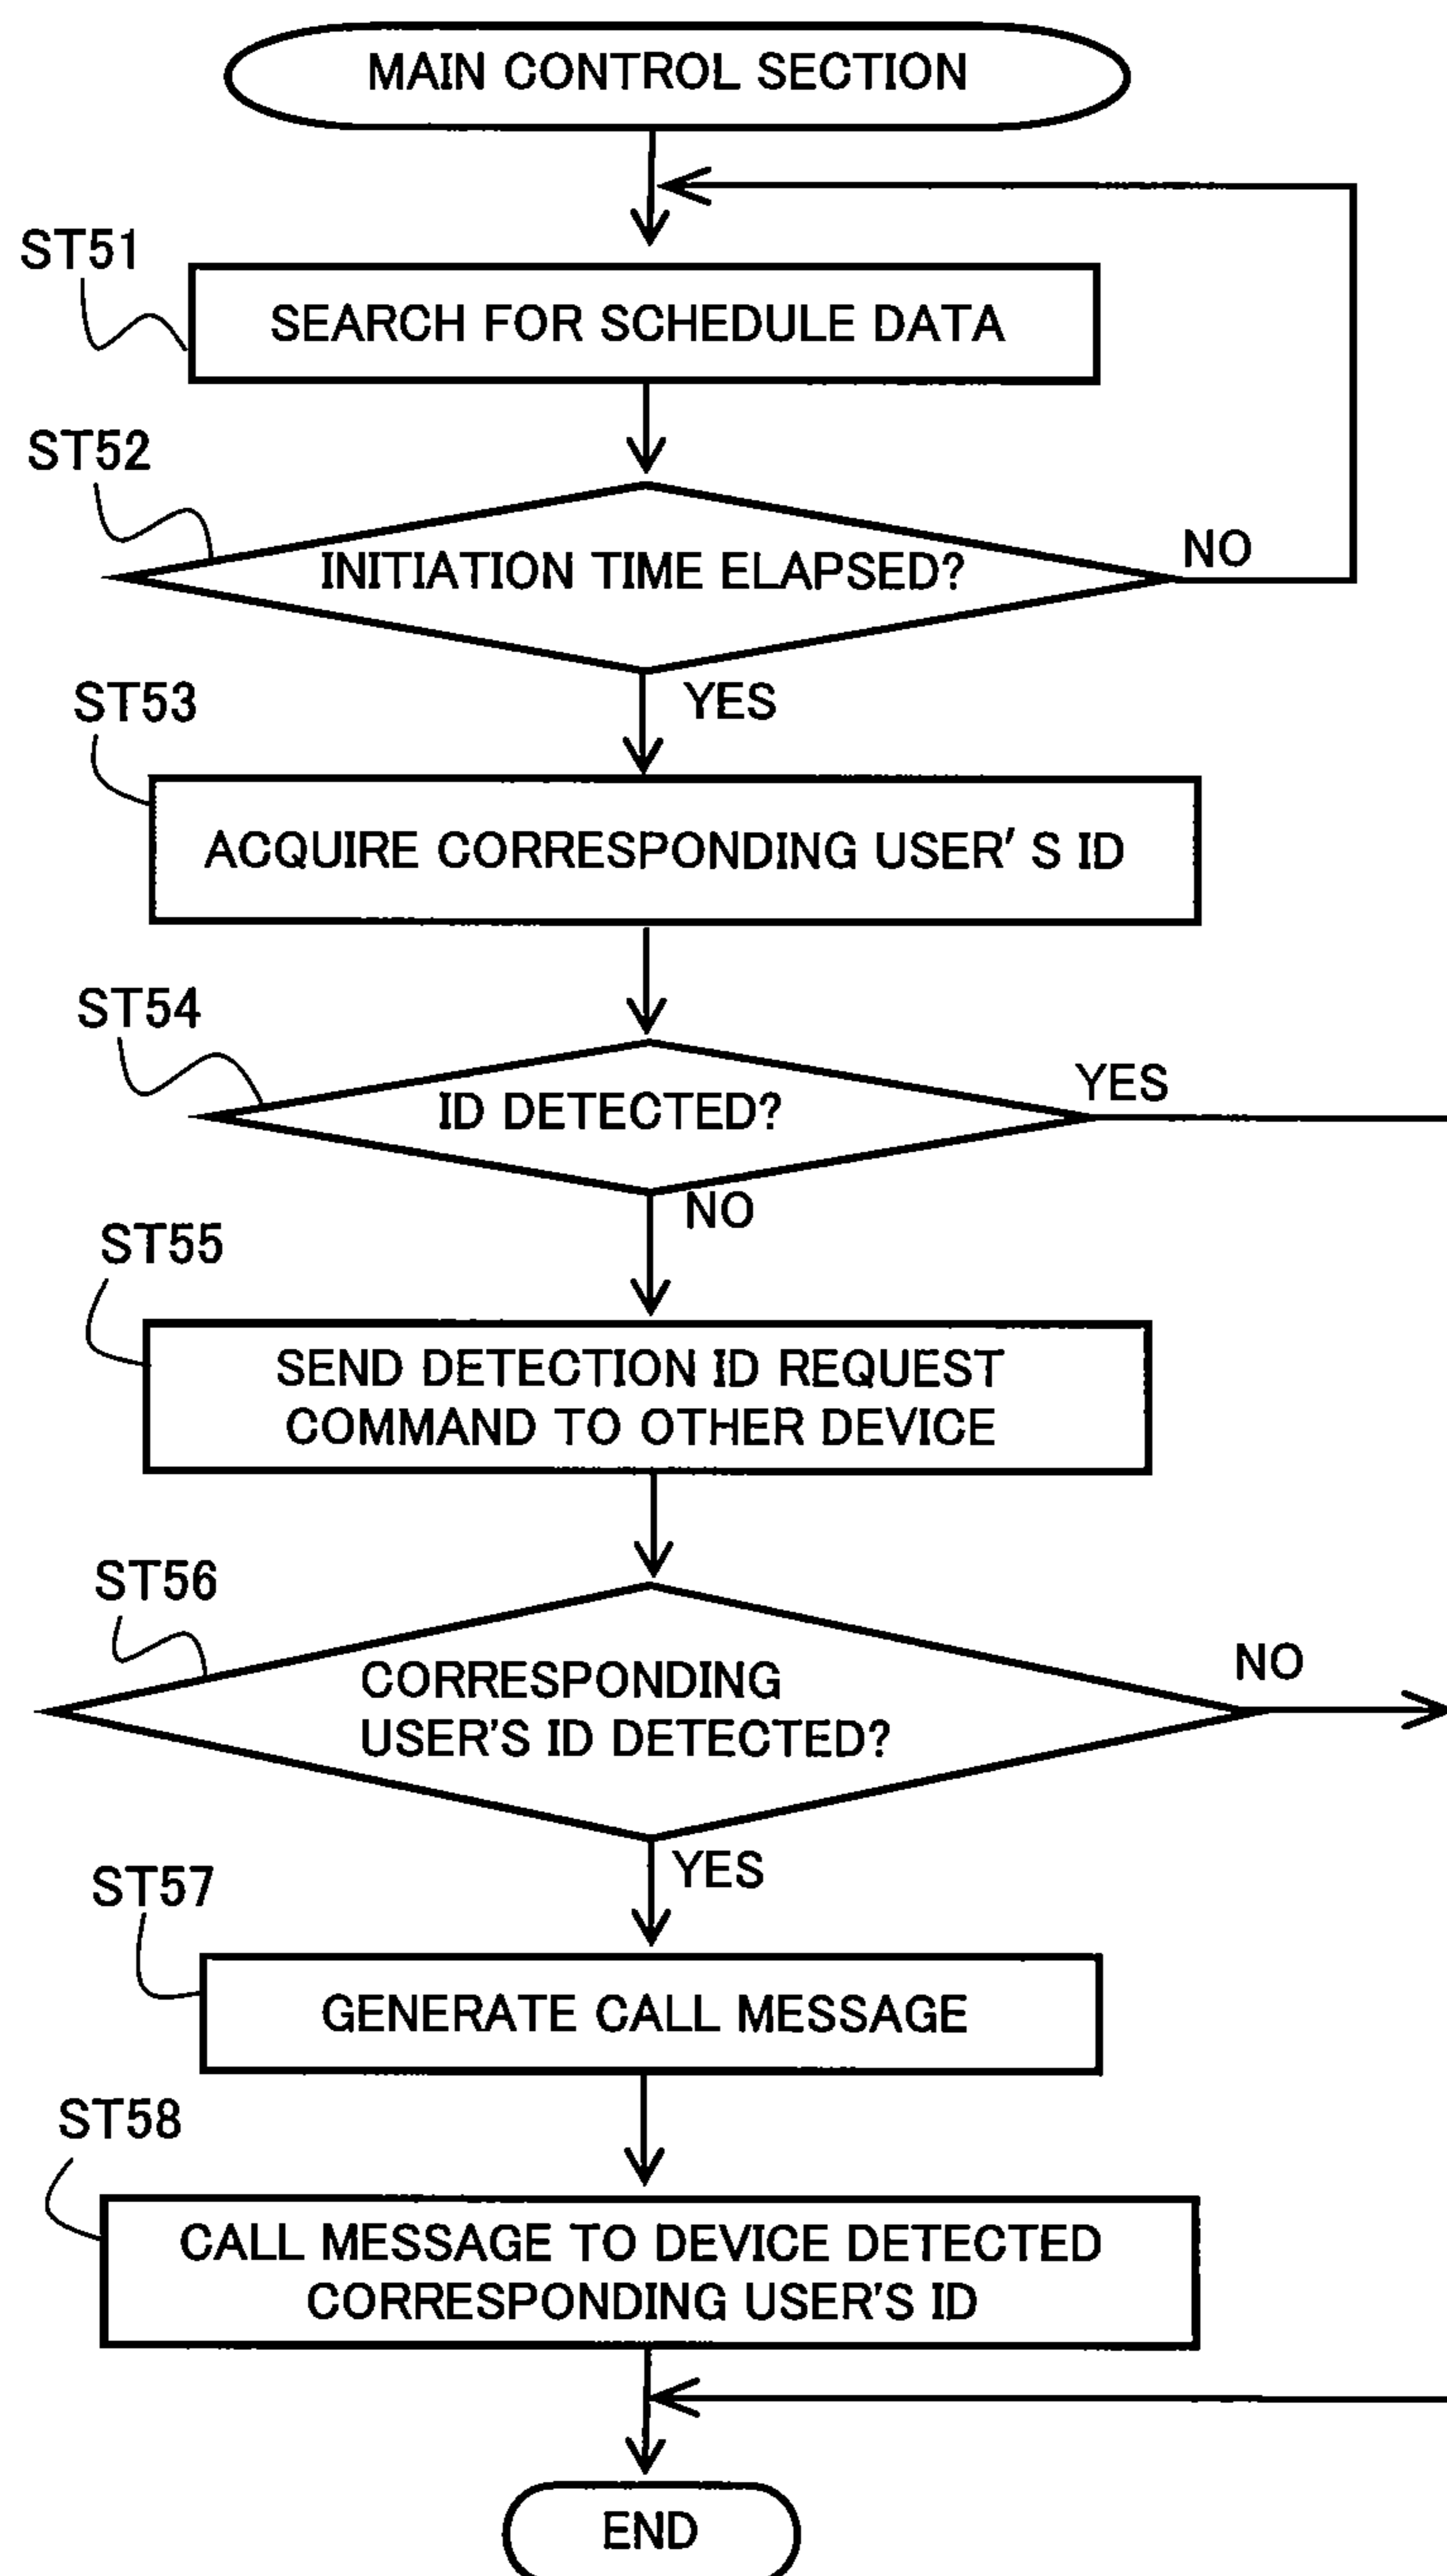 MAIN CONTROL SECTION
ST51
SEARCH FOR SCHEDULE DATA
ST52
INITIATION TIME ELAPSED?
NO
YES
ST53
ACQUIRE CORRESPONDING USER' S ID
ST54
ID DETECTED?
YES
NO
ST55
SEND DETECTION ID REQUEST
COMMAND TO OTHER DEVICE
ST56
CORRESPONDING
USER'S ID DETECTED?
NO
YES
ST57
GENERATE CALL MESSAGE
ST58
CALL MESSAGE TO DEVICE DETECTED
CORRESPONDING USER'S ID
END